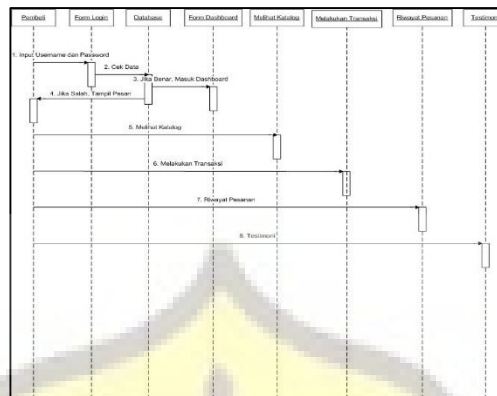 Pembeli
Form Login
Database
Form Dashboard
Melihat Katalog
Melakukan Transaksi
Riwayat Pesanan
Testimoni
1. Input Username dan Password
2. Cek Data
3. Jika Benar, Masuk Dashboard
4. Jika Salah, Tampil Pesan
5. Melihat Katalog
6. Melakukan Transaksi
7. Riwayat Pesanan
8. Testimoni